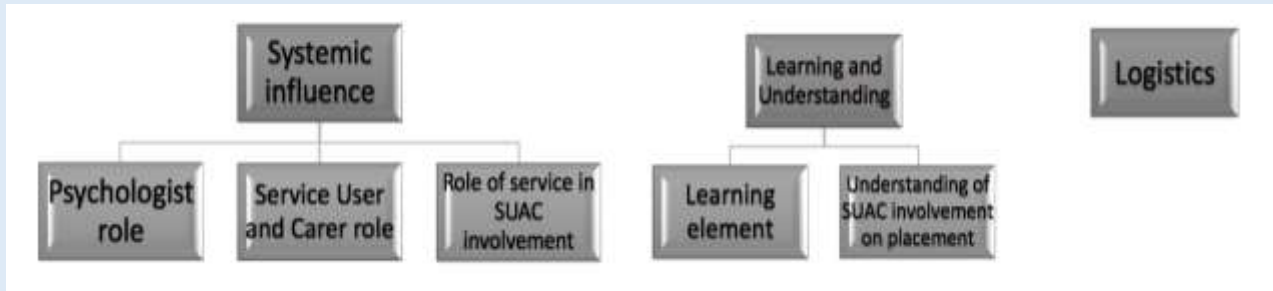 Systemic
influence
Learning and
Understanding
Logistics
Psychologist
role
Service User
and Carer role
Role of service in
SUAC
involvement
Learning
element
Understanding of
SUAC involvement
on placement